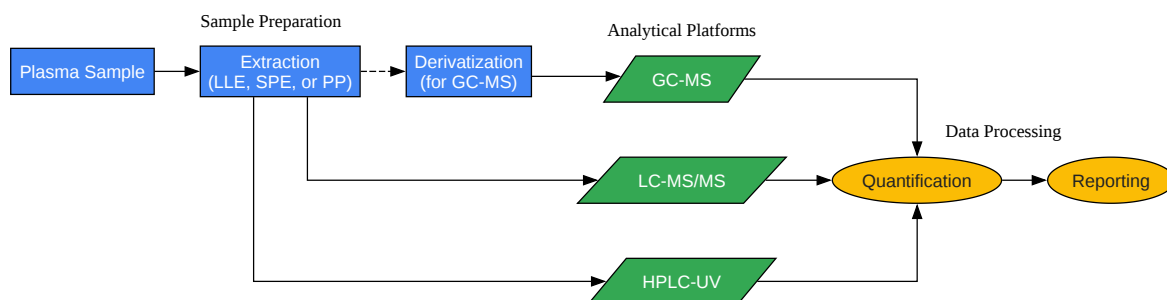 Sample Preparation
Analytical Platforms
Plasma Sample
Extraction
(LLE, SPE, or PP)
Derivatization
(for GC-MS)
GC-MS
Data Processing
LC-MS/MS
Quantification
Reporting
HPLC-UV